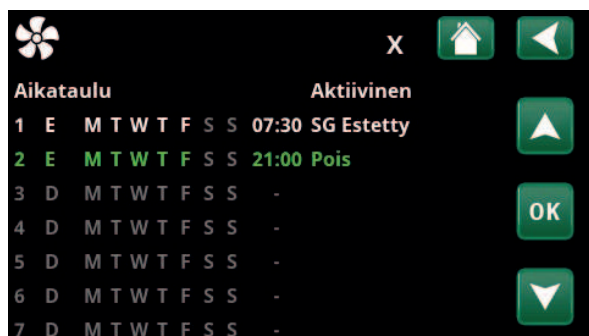 X
Aikataulu Aktiivinen
1 E M T W T F S S 07:30 SG Estetty
2 E M T W T F S S 21:00 Pois
3 D M T W T F S S -
4 D M T W T F S S -
OK
5 D M T W T F S S -
6 D M T W T F S S -
7 D M T W T F S S -